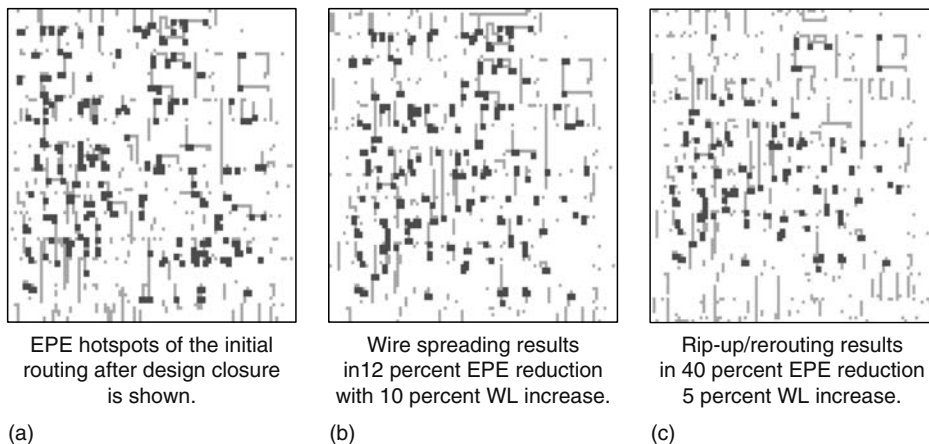 EPE hotspots of the initial
routing after design closure
is shown.
(a)
Wire spreading results
in12 percent EPE reduction
with 10 percent WL increase.
(b)
Rip-up/rerouting results
in 40 percent EPE reduction
5 percent WL increase.
(c)